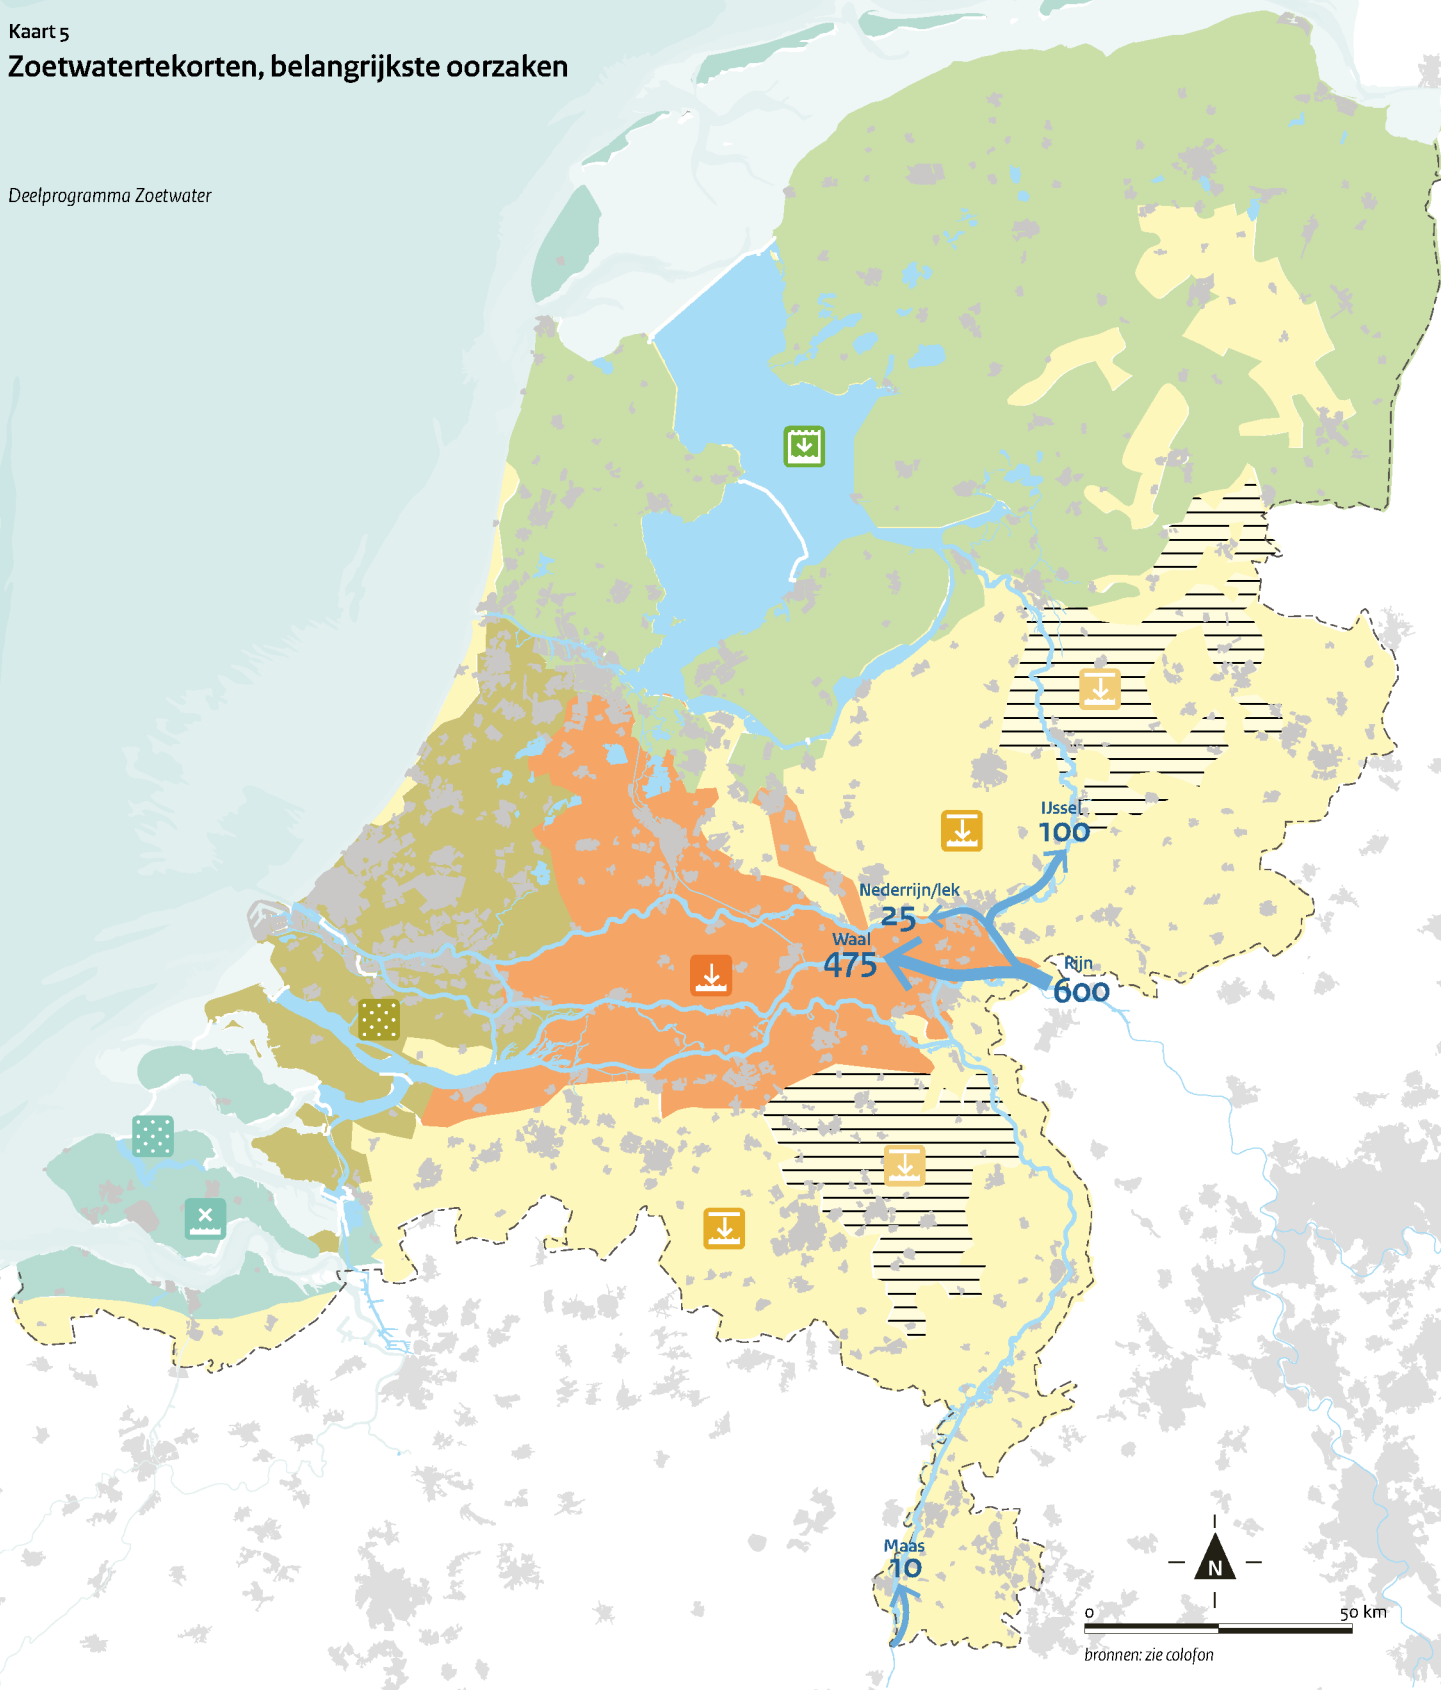 Kaart 5
Zoetwatertekorten, belangrijkste oorzaken
Deelprogramma Zoetwater
IJssel
100
Nederrijn/lek
25
Waal
475
Rijn
600
Maas
10
N
0 50 km
bronnen: zie colofon